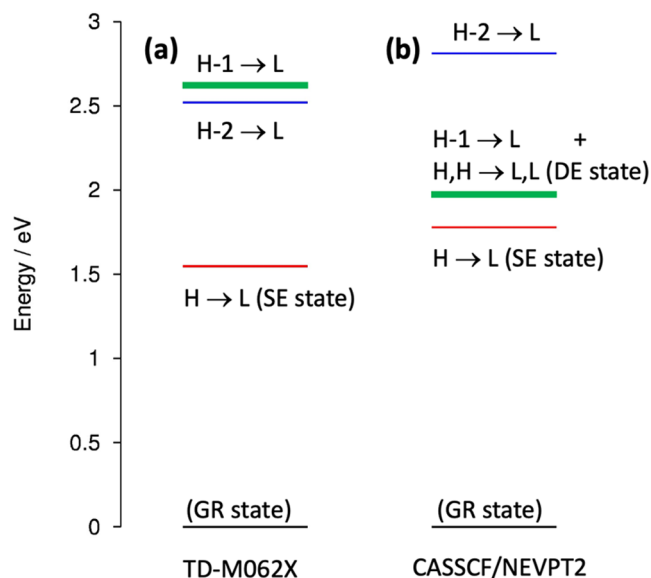 3
(a)
(b)
H-2 → L
H-1 → L
2.5
H-2 → L
H-1 → L +
H,H → L,L (DE state)
2
H → L (SE state)
1.5
H → L (SE state)
Energy / eV
1
0.5
(GR state)
(GR state)
0
TD-M062X
CASSCF/NEVPT2